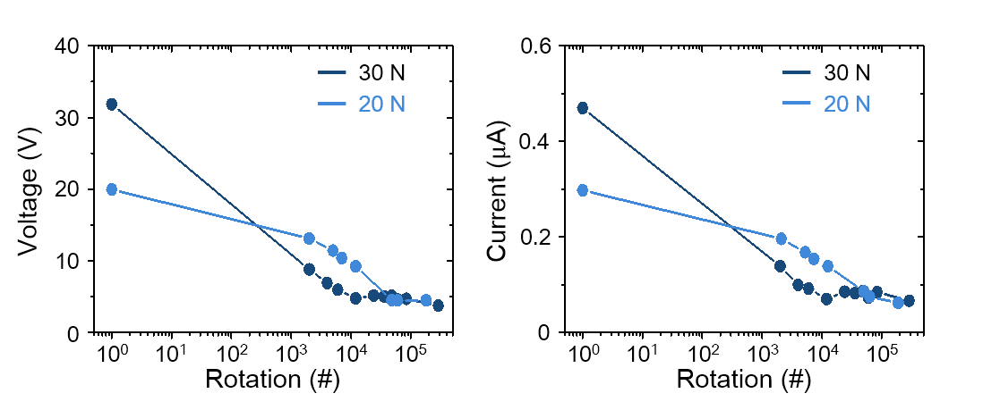 40
30
20
10
0
Voltage (V)
30 N
20 N
10⁰ 10¹ 10² 10³ 10⁴ 10⁵
Rotation (#)
0.6
0.4
0.2
0
Current (μA)
30 N
20 N
10⁰ 10¹ 10² 10³ 10⁴ 10⁵
Rotation (#)